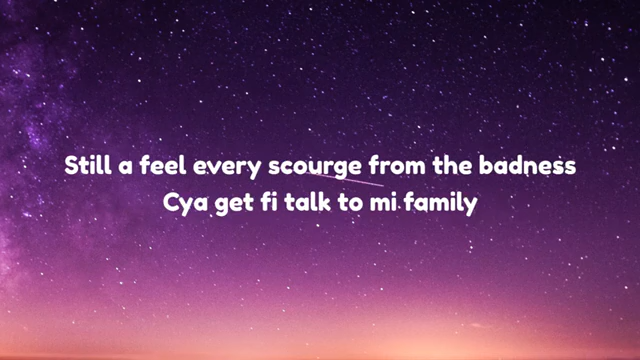 Still a feel every scourge from the badness
Cya get fi talk to mi family